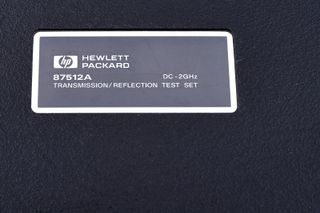 hp HEWLETT
PACKARD
87512A DC-2GHz
TRANSMISSION/REFLECTION TEST SET